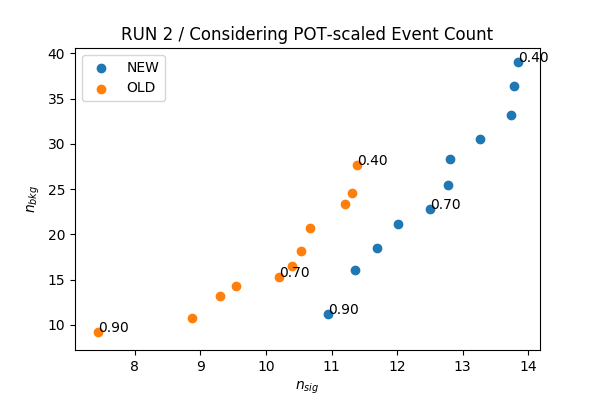 RUN 2 / Considering POT-scaled Event Count
NEW
OLD
0.40
0.70
0.90
0.40
0.70
0.90
40
35
30
25
20
15
10
n_bkg
8 9 10 11 12 13 14
n_sig